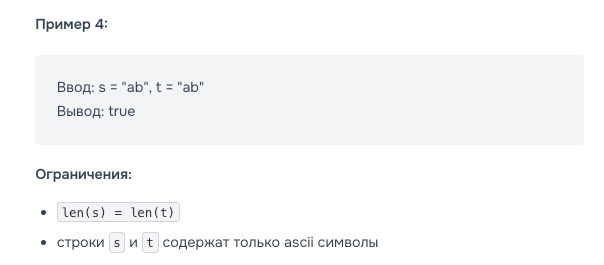 Пример 4:
Ввод: s = "ab", t = "ab"
Вывод: true
Ограничения:
• len(s) = len(t)
• строки s и t содержат только ascii символы